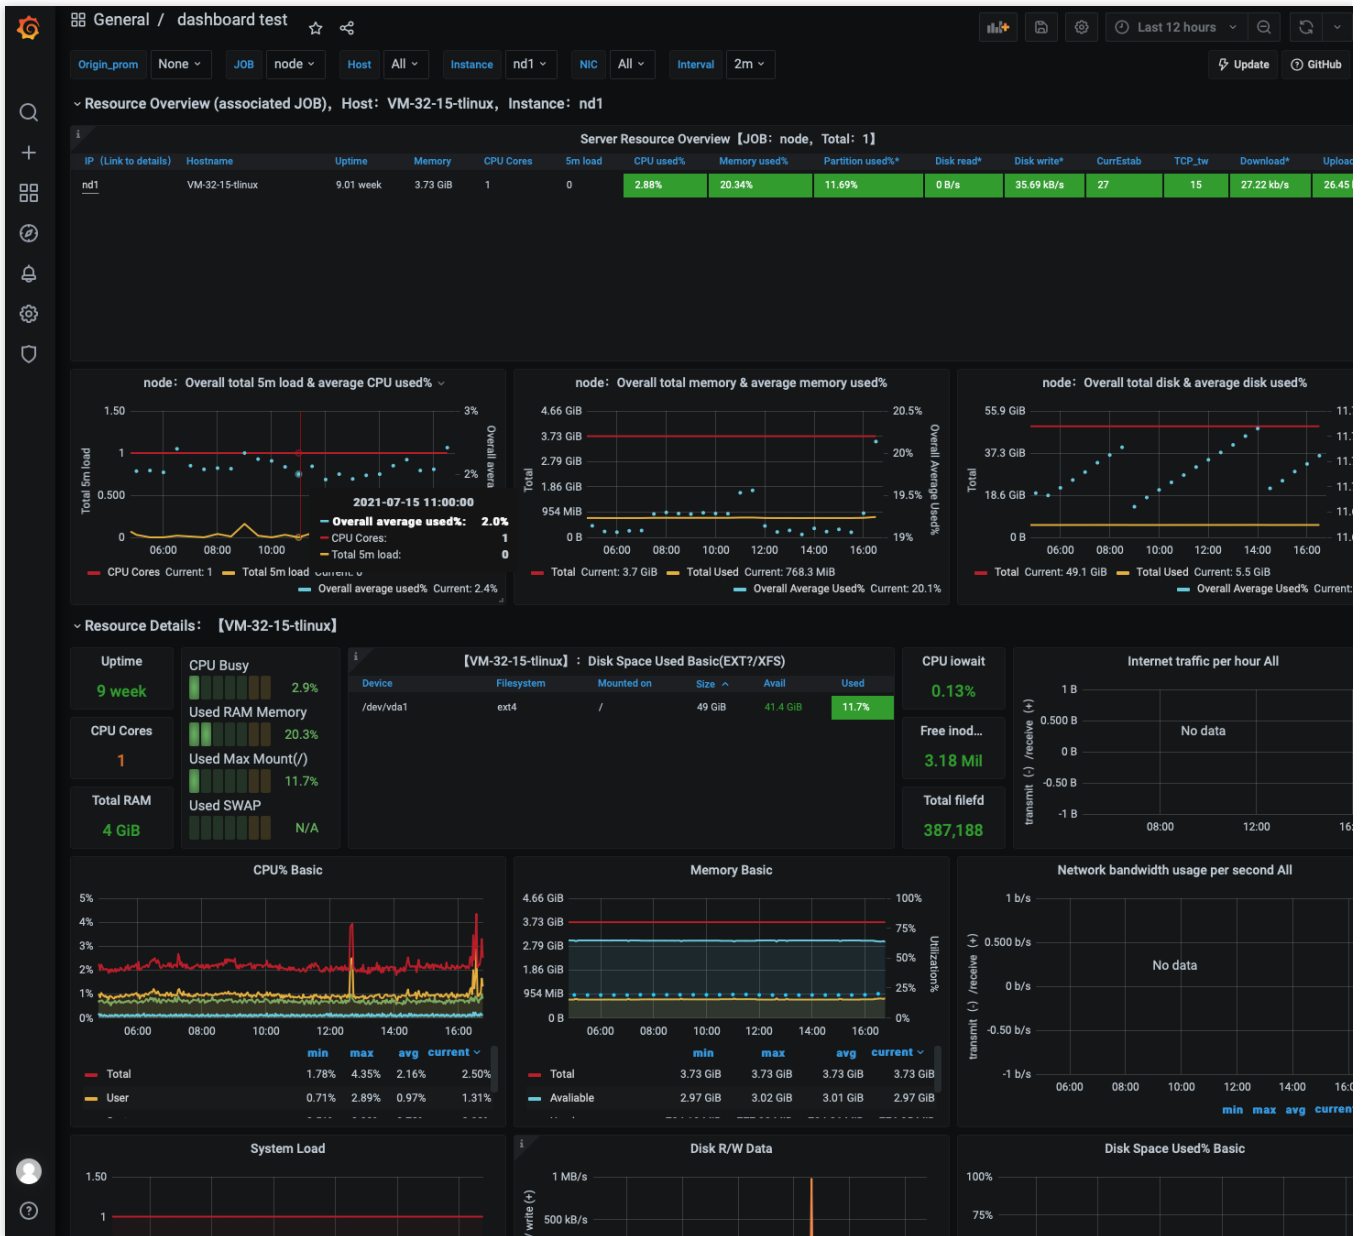 General / dashboard test
Last 12 hours
Origin_prom None JOB node Host All Instance nd1 NIC All Interval 2m Update GitHub
Resource Overview (associated JOB)， Host： VM-32-15-tlinux， Instance： nd1
Server Resource Overview【JOB：node，Total：1】
IP（Link to details） Hostname Uptime Memory CPU Cores 5m load CPU used% Memory used% Partition used%* Disk read* Disk write* CurrEstab TCP_tw Download* Upload
nd1 VM-32-15-tlinux 9.01 week 3.73 GiB 1 0 2.88% 20.34% 11.69% 0 B/s 35.69 kB/s 27 15 27.22 kb/s 26.45
node：Overall total 5m load & average CPU used%
1.50
1
0.500
0
Total 5m load
3%
2%
Overall avera
06:00 08:00 10:00
2021-07-15 11:00:00
Overall average used%: 2.0%
CPU Cores: 1
Total 5m load: 0
CPU Cores Current: 1 Total 5m load
Overall average used% Current: 2.4%
node：Overall total memory & average memory used%
4.66 GiB
3.73 GiB
2.79 GiB
1.86 GiB
954 MiB
0 B
Total
20.5%
20%
19.5%
19%
Overall Average Used%
06:00 08:00 10:00 12:00 14:00 16:00
Total Current: 3.7 GiB Total Used Current: 768.3 MiB
Overall Average Used% Current: 20.1%
node：Overall total disk & average disk used%
55.9 GiB
37.3 GiB
18.6 GiB
0 B
Total
06:00 08:00 10:00 12:00 14:00 16:00
Total Current: 49.1 GiB Total Used Current: 5.5 GiB
Overall Average Used% Current:
Resource Details：【VM-32-15-tlinux】
Uptime
9 week
CPU Cores
1
Total RAM
4 GiB
CPU Busy
2.9%
Used RAM Memory
20.3%
Used Max Mount(/)
11.7%
Used SWAP
N/A
【VM-32-15-tlinux】：Disk Space Used Basic(EXT?/XFS)
Device Filesystem Mounted on Size Avail Used
/dev/vda1 ext4 / 49 GiB 41.4 GiB 11.7%
CPU iowait
0.13%
Free inod...
3.18 Mil
Total filefd
387,188
Internet traffic per hour All
1 B
0.500 B
0 B
-0.50 B
-1 B
transmit (-) /receive (+)
No data
08:00 12:00 16:
CPU% Basic
5%
4%
3%
2%
1%
0%
06:00 08:00 10:00 12:00 14:00 16:00
min max avg current
Total 1.78% 4.35% 2.16% 2.50%
User 0.71% 2.89% 0.97% 1.31%
Memory Basic
4.66 GiB
3.73 GiB
2.79 GiB
1.86 GiB
954 MiB
0 B
100%
75%
50%
25%
0%
Utilization%
06:00 08:00 10:00 12:00 14:00 16:00
min max avg current
Total 3.73 GiB 3.73 GiB 3.73 GiB 3.73 GiB
Avaliable 2.97 GiB 3.02 GiB 3.01 GiB 2.97 GiB
Network bandwidth usage per second All
1 b/s
0.500 b/s
0 b/s
-0.50 b/s
-1 b/s
transmit (-) /receive (+)
No data
06:00 08:00 10:00 12:00 14:00 16:0
min max avg current
System Load
1.50
1
Disk R/W Data
1 MB/s
500 kB/s
/ write (+)
Disk Space Used% Basic
100%
75%